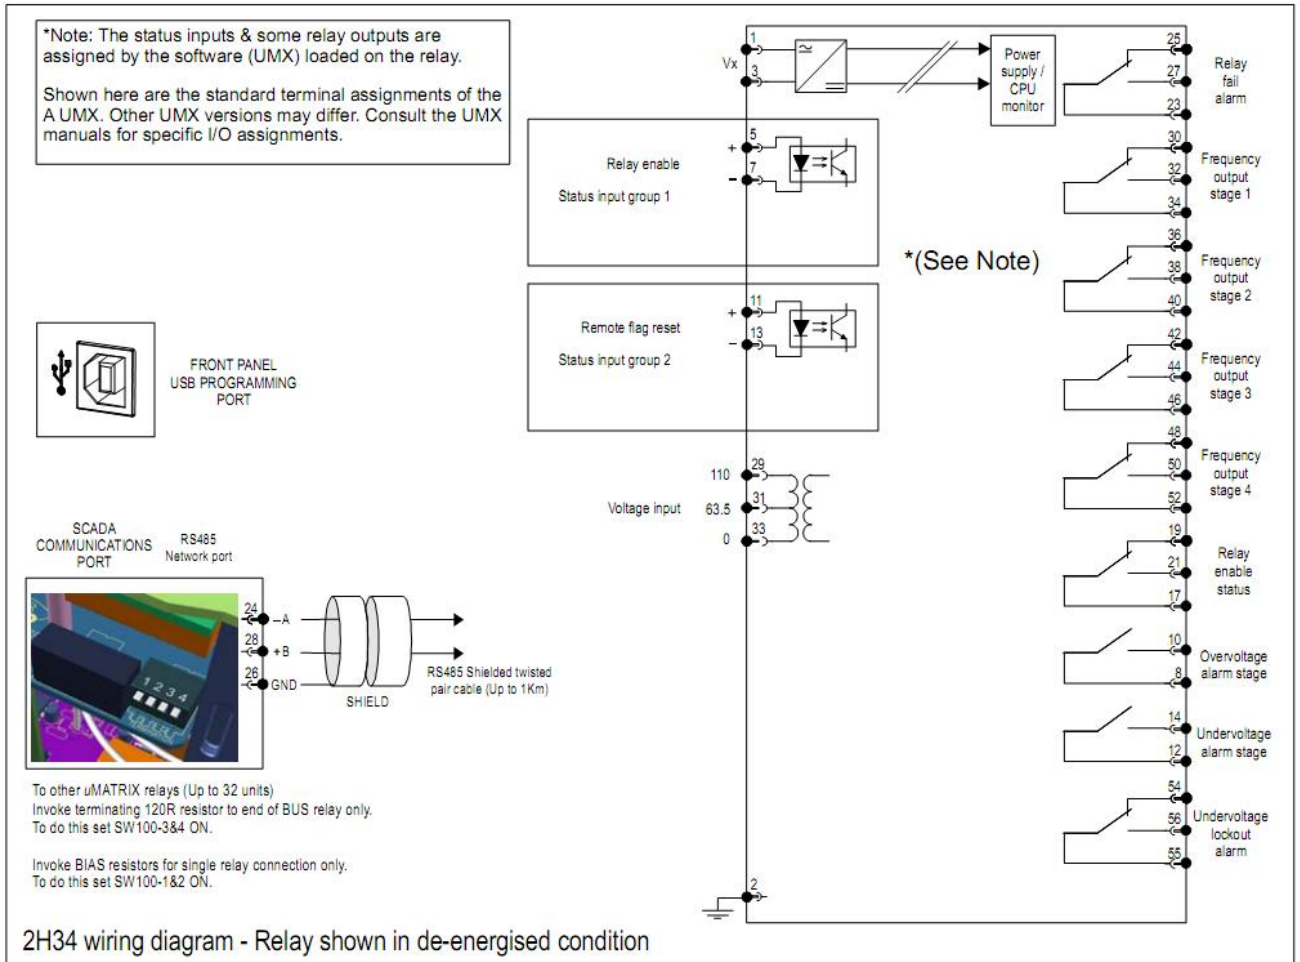 *Note: The status inputs & some relay outputs are
assigned by the software (UMX) loaded on the relay.
Shown here are the standard terminal assignments of the
A UMX. Other UMX versions may differ. Consult the UMX
manuals for specific I/O assignments.
FRONT PANEL
USB PROGRAMMING
PORT
SCADA
COMMUNICATIONS
PORT
RS485
Network port
1 2 3 4
24
–A
28
+B
26
GND
SHIELD
RS485 Shielded twisted
pair cable (Up to 1Km)
To other uMATRIX relays (Up to 32 units)
Invoke terminating 120R resistor to end of BUS relay only.
To do this set SW100-3&4 ON.
Invoke BIAS resistors for single relay connection only.
To do this set SW100-1&2 ON.
Vx
1
3
Power
supply /
CPU
monitor
Relay enable
Status input group 1
+
5
–
7
*(See Note)
Remote flag reset
Status input group 2
+
11
–
13
Voltage input
110
29
63.5
31
0
33
2
25
27
23
Relay
fail
alarm
30
32
34
Frequency
output
stage 1
36
38
40
Frequency
output
stage 2
42
44
46
Frequency
output
stage 3
48
50
52
Frequency
output
stage 4
19
21
17
Relay
enable
status
10
8
Overvoltage
alarm stage
14
12
Undervoltage
alarm stage
54
56
55
Undervoltage
lockout
alarm
2H34 wiring diagram - Relay shown in de-energised condition